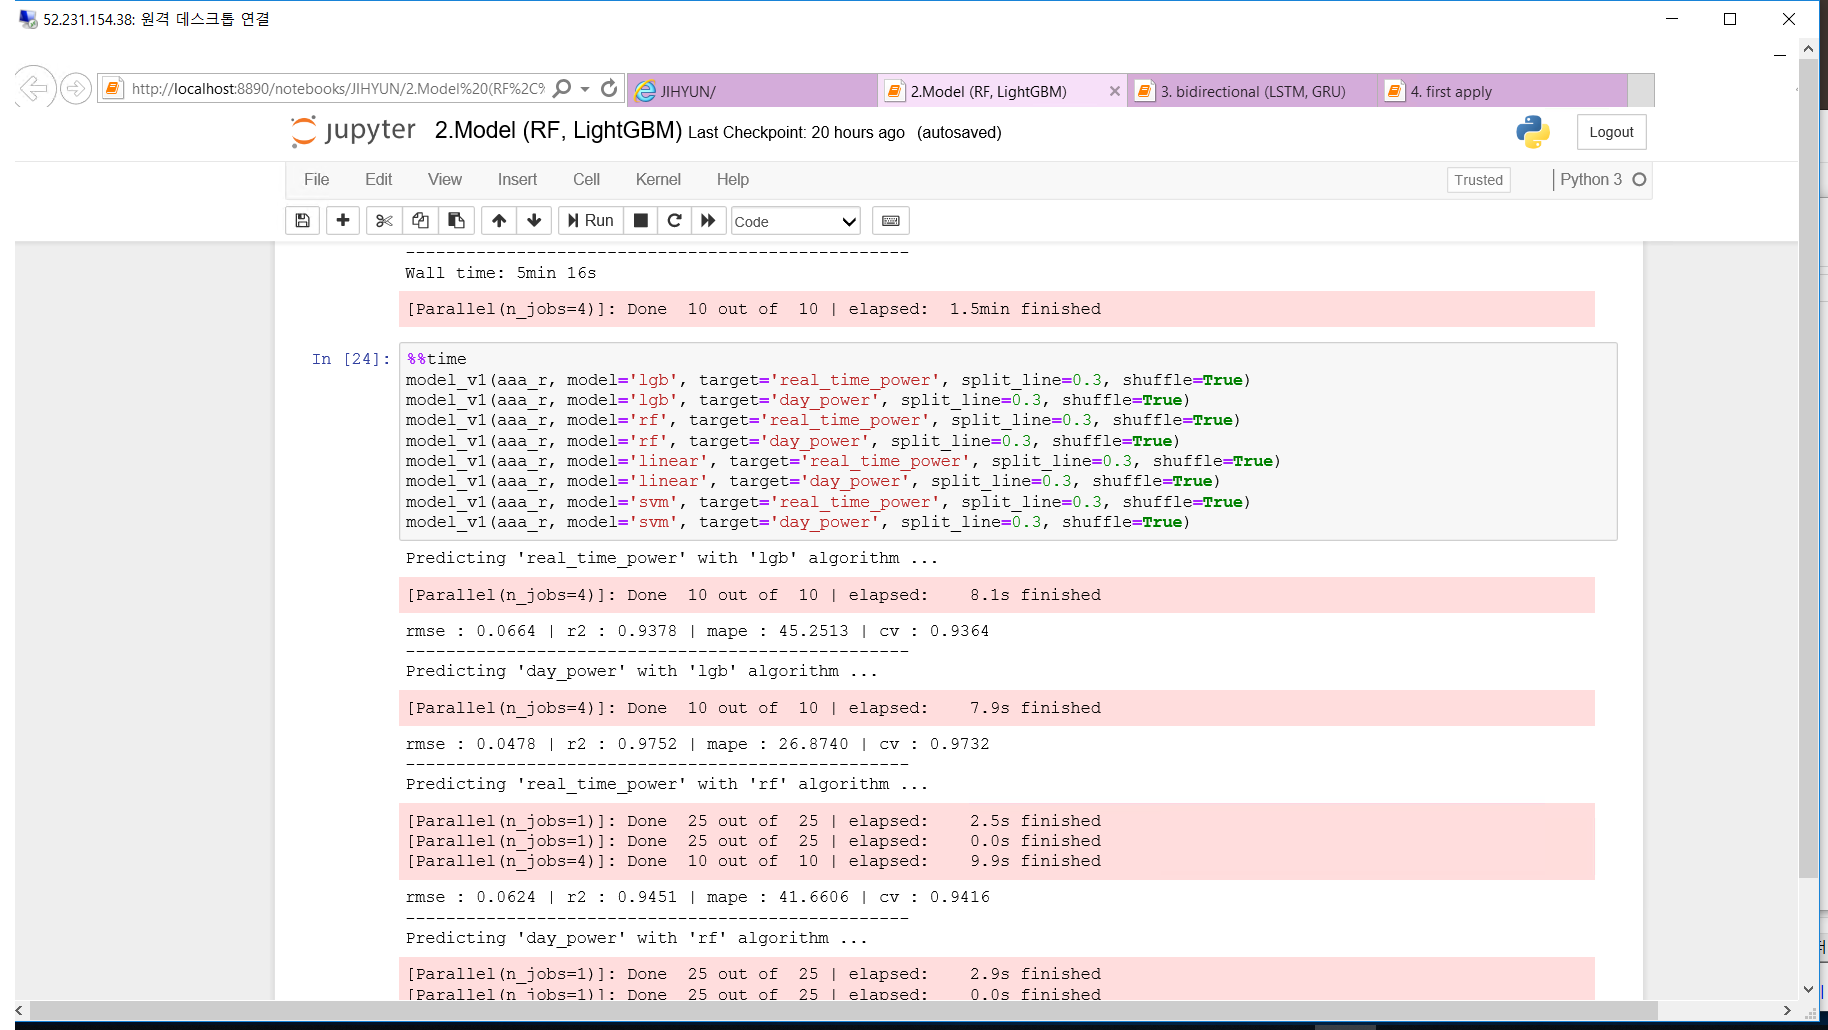 52.231.154.38: 원격 데스크톱 연결
http://localhost:8890/notebooks/JIHYUN/2.Model%20(RF%2C%
JIHYUN/
2.Model (RF, LightGBM)
3. bidirectional (LSTM, GRU)
4. first apply
jupyter 2.Model (RF, LightGBM) Last Checkpoint: 20 hours ago (autosaved)
Logout
File Edit View Insert Cell Kernel Help
Trusted
Python 3
Run
Code
------------------------------------------------
Wall time: 5min 16s
[Parallel(n_jobs=4)]: Done  10 out of  10 | elapsed:  1.5min finished
In [24]:
%%time
model_v1(aaa_r, model='lgb', target='real_time_power', split_line=0.3, shuffle=True)
model_v1(aaa_r, model='lgb', target='day_power', split_line=0.3, shuffle=True)
model_v1(aaa_r, model='rf', target='real_time_power', split_line=0.3, shuffle=True)
model_v1(aaa_r, model='rf', target='day_power', split_line=0.3, shuffle=True)
model_v1(aaa_r, model='linear', target='real_time_power', split_line=0.3, shuffle=True)
model_v1(aaa_r, model='linear', target='day_power', split_line=0.3, shuffle=True)
model_v1(aaa_r, model='svm', target='real_time_power', split_line=0.3, shuffle=True)
model_v1(aaa_r, model='svm', target='day_power', split_line=0.3, shuffle=True)
Predicting 'real_time_power' with 'lgb' algorithm ...
[Parallel(n_jobs=4)]: Done  10 out of  10 | elapsed:    8.1s finished
rmse : 0.0664 | r2 : 0.9378 | mape : 45.2513 | cv : 0.9364
--------------------------------------------------
Predicting 'day_power' with 'lgb' algorithm ...
[Parallel(n_jobs=4)]: Done  10 out of  10 | elapsed:    7.9s finished
rmse : 0.0478 | r2 : 0.9752 | mape : 26.8740 | cv : 0.9732
--------------------------------------------------
Predicting 'real_time_power' with 'rf' algorithm ...
[Parallel(n_jobs=1)]: Done  25 out of  25 | elapsed:    2.5s finished
[Parallel(n_jobs=1)]: Done  25 out of  25 | elapsed:    0.0s finished
[Parallel(n_jobs=4)]: Done  10 out of  10 | elapsed:    9.9s finished
rmse : 0.0624 | r2 : 0.9451 | mape : 41.6606 | cv : 0.9416
--------------------------------------------------
Predicting 'day_power' with 'rf' algorithm ...
[Parallel(n_jobs=1)]: Done  25 out of  25 | elapsed:    2.9s finished
[Parallel(n_jobs=1)]: Done  25 out of  25 | elapsed:    0.0s finished